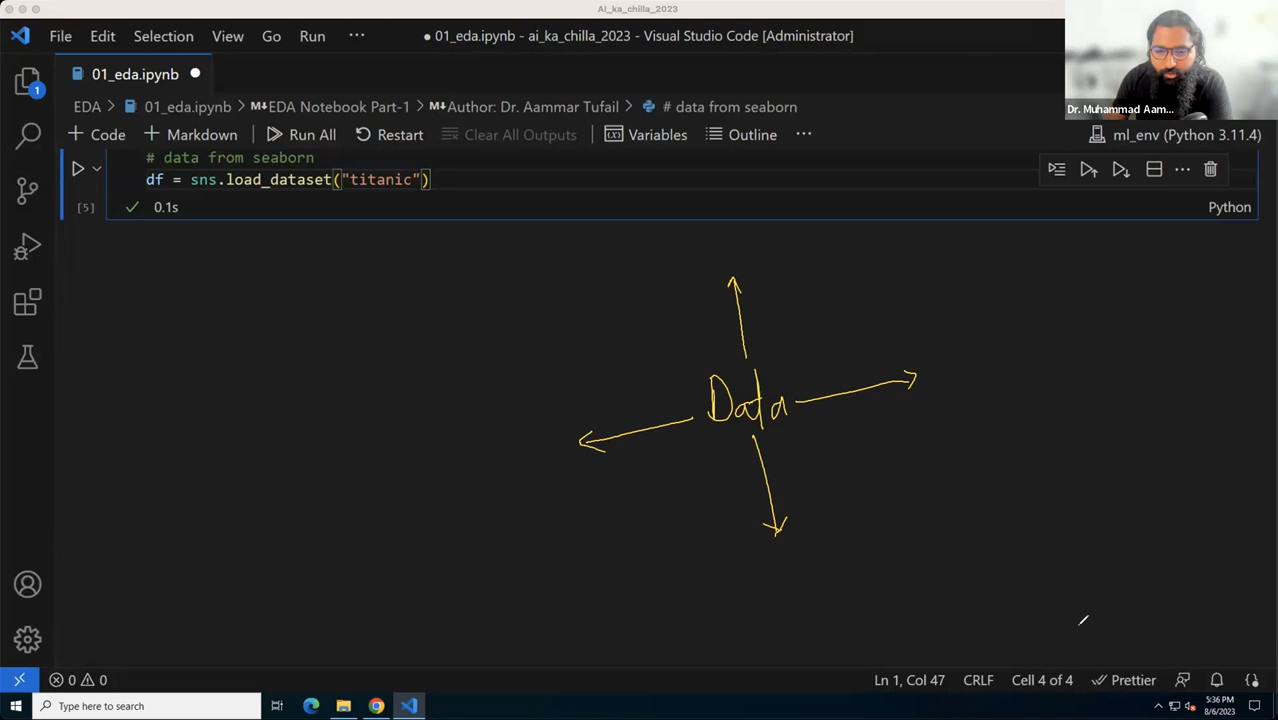 AI_ka_chilla_2023
File Edit Selection View Go Run ···
● 01_eda.ipynb - ai_ka_chilla_2023 - Visual Studio Code [Administrator]
01_eda.ipynb ●
1
EDA > 01_eda.ipynb > M↓EDA Notebook Part-1 > M↓Author: Dr. Aammar Tufail > # data from seaborn
Dr. Muhammad Aam...
+ Code + Markdown Run All Restart Clear All Outputs Variables Outline ···
ml_env (Python 3.11.4)
# data from seaborn
df = sns.load_dataset("titanic")
[5] ✓ 0.1s Python
Data
0 0 Ln 1, Col 47 CRLF Cell 4 of 4 Prettier
Type here to search
5:36 PM
8/6/2023